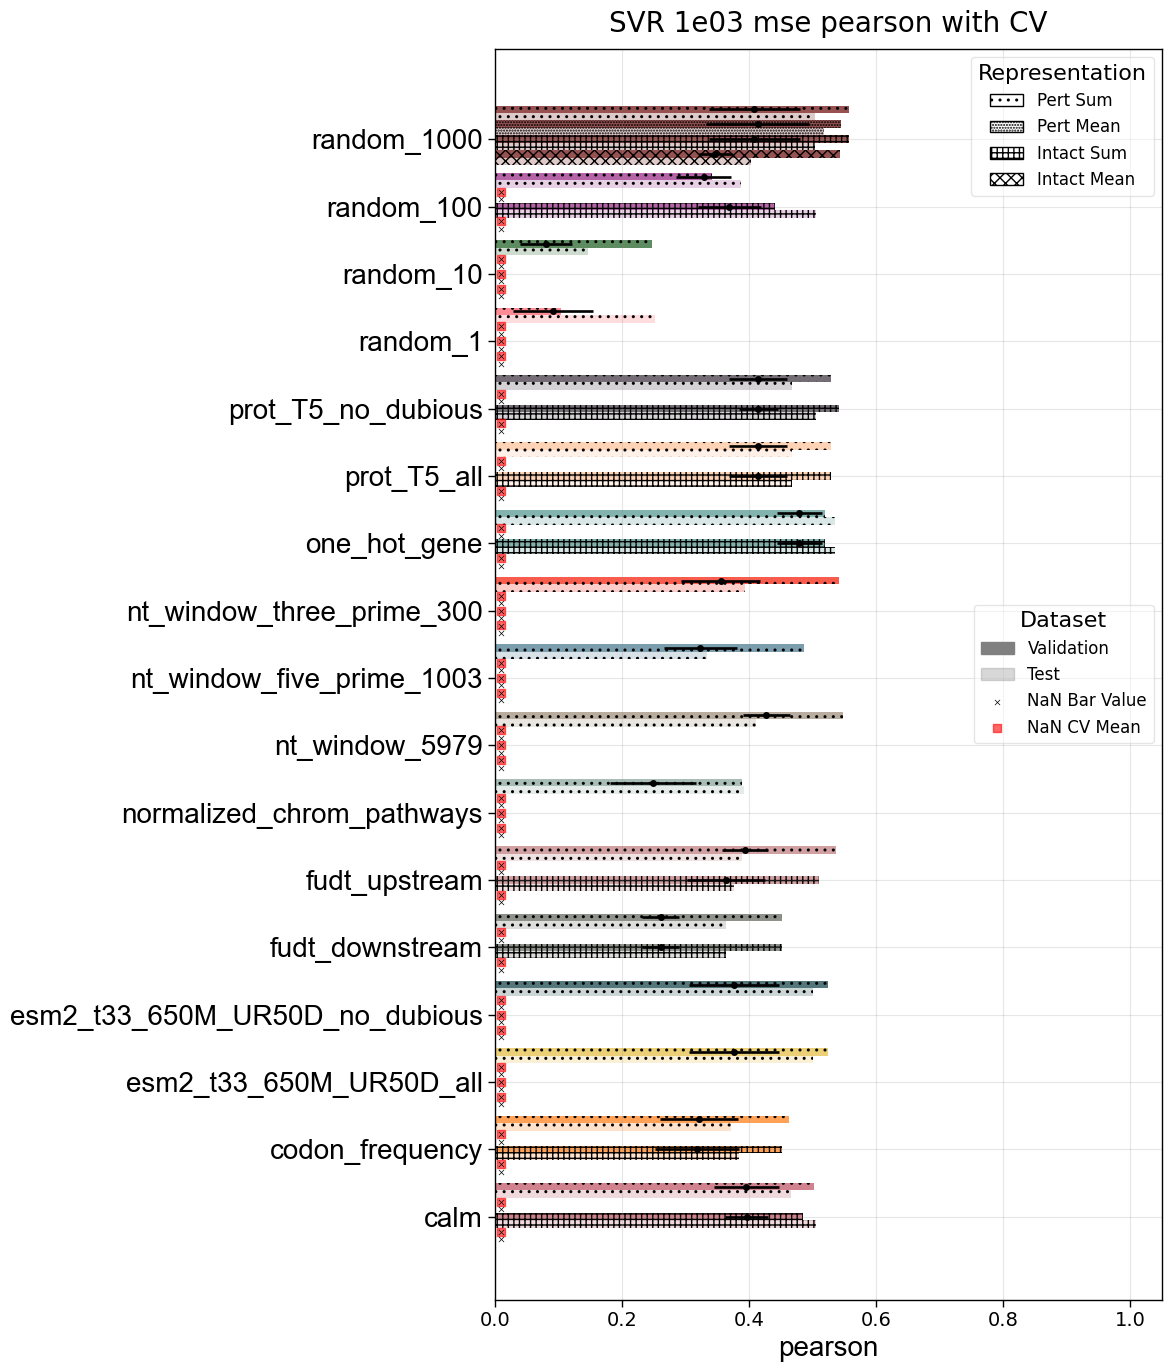 SVR 1e03 mse pearson with CV
Representation
Pert Sum
Pert Mean
Intact Sum
Intact Mean
random_1000
random_100
random_10
random_1
prot_T5_no_dubious
prot_T5_all
one_hot_gene
nt_window_three_prime_300
nt_window_five_prime_1003
nt_window_5979
normalized_chrom_pathways
fudt_upstream
fudt_downstream
esm2_t33_650M_UR50D_no_dubious
esm2_t33_650M_UR50D_all
codon_frequency
calm
Dataset
Validation
Test
NaN Bar Value
NaN CV Mean
0.0 0.2 0.4 0.6 0.8 1.0
pearson